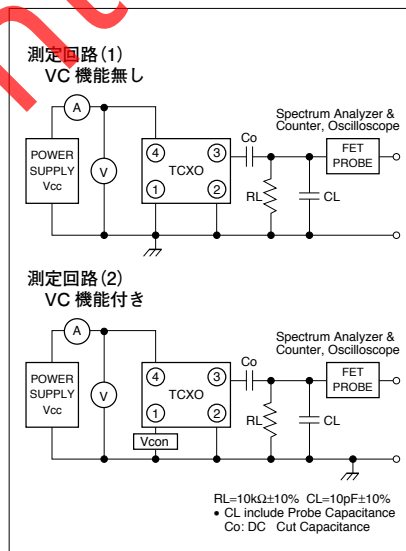 測定回路(1)
VC 機能無し
A
POWER
SUPPLY
Vcc
V
4
3
TCXO
1
2
Co
RL
CL
Spectrum Analyzer &
Counter, Oscilloscope
FET
PROBE
測定回路(2)
VC 機能付き
A
POWER
SUPPLY
Vcc
V
4
3
TCXO
1
2
Vcon
Co
RL
CL
Spectrum Analyzer &
Counter, Oscilloscope
FET
PROBE
RL=10kΩ±10% CL=10pF±10%
• CL include Probe Capacitance
Co: DC Cut Capacitance